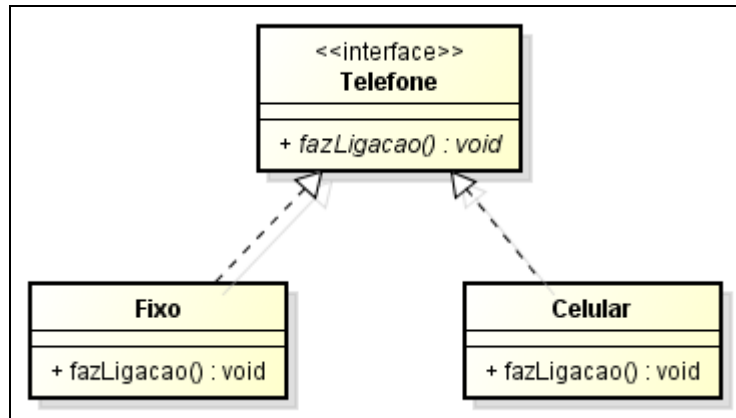 <<interface>>
Telefone
+ fazLigacao() : void
Fixo
+ fazLigacao() : void
Celular
+ fazLigacao() : void